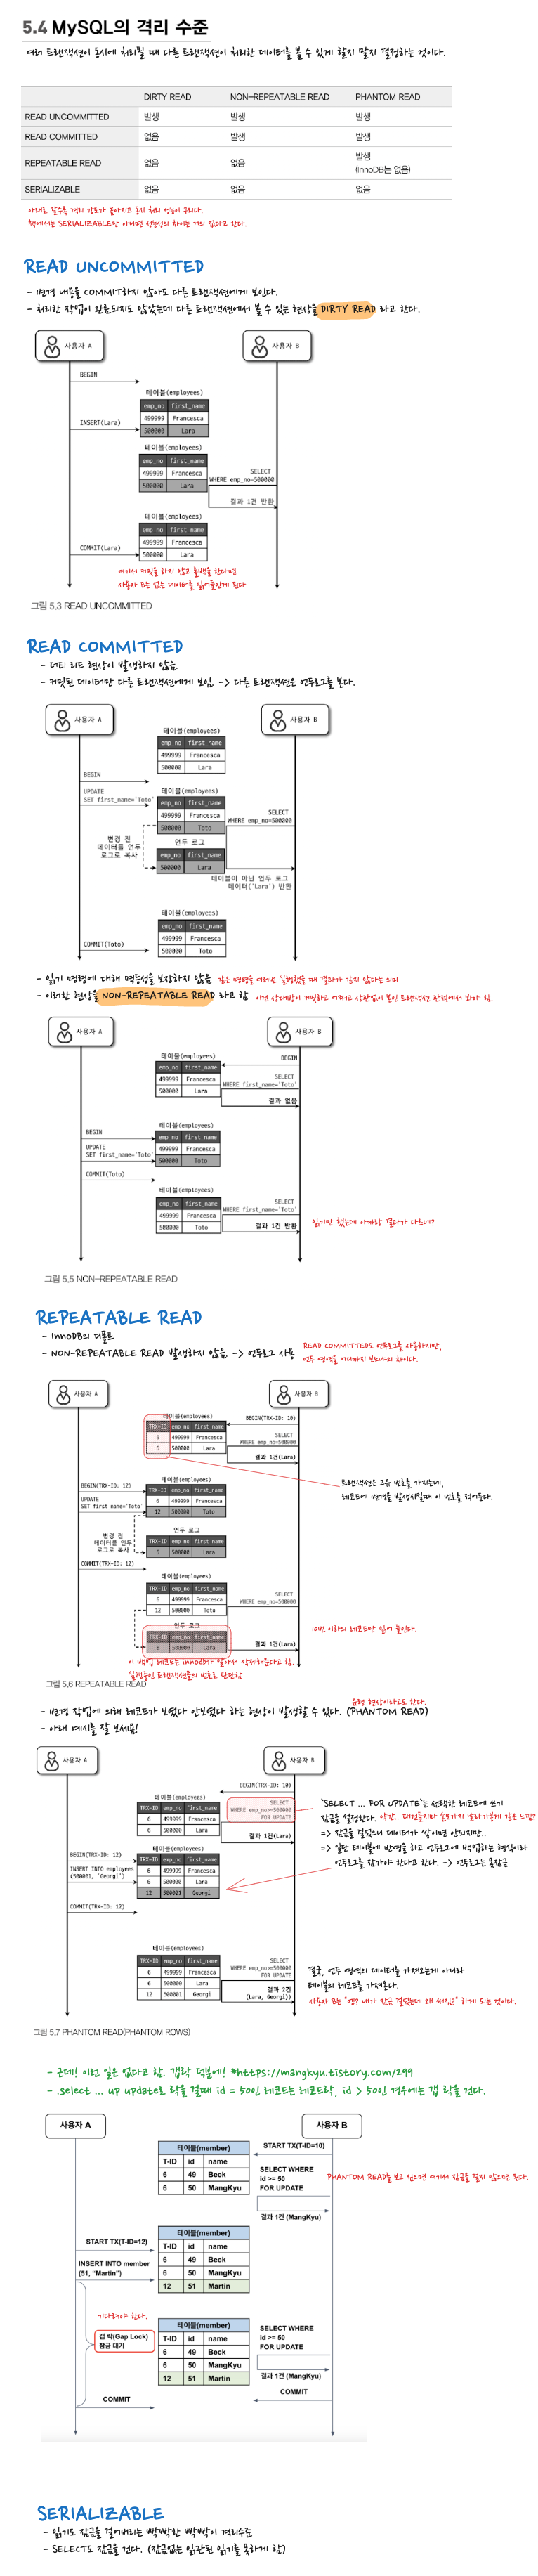 5.4 MySQL의 격리 수준
여러 트랜잭션이 동시에 처리될 때 다른 트랜잭션이 처리한 데이터를 볼 수 있게 할지 말지 결정하는 것이다.
DIRTY READ NON-REPEATABLE READ PHANTOM READ
READ UNCOMMITTED 발생 발생 발생
READ COMMITTED 없음 발생 발생
REPEATABLE READ 없음 없음 발생
(InnoDB는 없음)
SERIALIZABLE 없음 없음 없음
아래로 갈수록 격리 강도가 높아지고 동시 처리 성능이 구리다.
책에서는 SERIALIZABLE만 아니면 성능상의 차이는 거의 없다고 한다.
READ UNCOMMITTED
- 변경 내용을 COMMIT하지 않아도 다른 트랜잭션에게 보인다.
- 처리한 작업이 완료되지도 않았는데 다른 트랜잭션에서 볼 수 있는 현상을 DIRTY READ 라고 한다.
사용자 A 사용자 B
BEGIN
테이블(employees)
emp_no first_name
499999 Francesca
INSERT(Lara)
500000 Lara
테이블(employees)
emp_no first_name
499999 Francesca
500000 Lara
SELECT
WHERE emp_no=500000
결과 1건 반환
테이블(employees)
emp_no first_name
499999 Francesca
COMMIT(Lara)
500000 Lara
여기서 커밋을 하지 않고 롤백을 한다면
사용자 B는 없는 데이터를 읽어들인게 된다.
그림 5.3 READ UNCOMMITTED
READ COMMITTED
- 더티 리드 현상이 발생하지 않음.
- 커밋된 데이터만 다른 트랜잭션에게 보임. -> 다른 트랜잭션은 언두로그를 본다.
사용자 A 사용자 B
테이블(employees)
emp_no first_name
499999 Francesca
500000 Lara
BEGIN
UPDATE
SET first_name='Toto'
테이블(employees)
emp_no first_name
499999 Francesca
500000 Toto
SELECT
WHERE emp_no=500000
변경 전
데이터를 언두
로그로 복사
언두 로그
emp_no first_name
500000 Lara
테이블이 아닌 언두 로그
데이터('Lara') 반환
테이블(employees)
emp_no first_name
499999 Francesca
COMMIT(Toto)
500000 Toto
- 읽기 명령에 대해 멱등성을 보장하지 않음 같은 명령을 여러번 실행했을 때 결과가 같지 않다는 의미
- 이러한 현상을 NON-REPEATABLE READ 라고 함 이건 상대방이 커밋하고 어쩌고 상관없이 본인 트랜잭션 관점에서 봐야 함.
사용자 A 사용자 B
BEGIN
테이블(employees)
emp_no first_name
499999 Francesca
500000 Lara
SELECT
WHERE first_name='Toto'
결과 없음
BEGIN
UPDATE
SET first_name='Toto'
테이블(employees)
emp_no first_name
499999 Francesca
500000 Toto
COMMIT(Toto)
테이블(employees)
emp_no first_name
499999 Francesca
500000 Toto
SELECT
WHERE first_name='Toto'
결과 1건 반환
읽기만 했는데 아까랑 결과가 다르네?
그림 5.5 NON-REPEATABLE READ
REPEATABLE READ
- InnoDB의 디폴트
- NON-REPEATABLE READ 발생하지 않음. -> 언두로그 사용
READ COMMITTED도 언두로그를 사용하지만,
언두 영역을 어디까지 보느냐의 차이다.
사용자 A 사용자 B
테이블(employees)
TRX-ID emp_no first_name
6 499999 Francesca
6 500000 Lara
BEGIN(TRX-ID: 10)
SELECT
WHERE emp_no=500000
결과 1건(Lara)
트랜잭션은 고유 번호를 가지는데,
레코드에 변경을 발생시킬때 이 번호를 적어둔다.
BEGIN(TRX-ID: 12)
UPDATE
SET first_name='Toto'
테이블(employees)
TRX-ID emp_no first_name
6 499999 Francesca
12 500000 Toto
변경 전
데이터를 언두
로그로 복사
언두 로그
TRX-ID emp_no first_name
6 500000 Lara
COMMIT(TRX-ID: 12)
테이블(employees)
TRX-ID emp_no first_name
6 499999 Francesca
12 500000 Toto
SELECT
WHERE emp_no=500000
언두 로그
TRX-ID emp_no first_name
6 500000 Lara
결과 1건(Lara)
10번 이하의 레코드만 읽어 들인다.
이 백업 레코드는 innodb가 알아서 삭제해준다고 함.
실행중인 트랜잭션들의 번호로 판단함
그림 5.6 REPEATABLE READ
유령 현상이라고도 한다.
- 변경 작업에 의해 레코드가 보였다 안보였다 하는 현상이 발생할 수 있다. (PHANTOM READ)
- 아래 예시를 잘 보세요!
사용자 A 사용자 B
BEGIN(TRX-ID: 10)
테이블(employees)
TRX-ID emp_no first_name
6 499999 Francesca
6 500000 Lara
SELECT
WHERE emp_no>=500000
FOR UPDATE
결과 1건(Lara)
'SELECT ... FOR UPDATE'는 선택한 레코드에 쓰기
잠금을 설정한다.
=> 잠금을 걸었으니 데이터가 쌓이면 안되지만..
=> 일단 테이블에 반영을 하고 언두로그에 백업하는 형식이라
언두로그를 잠가야 한다고 한다. -> 언두로그는 못잠금
BEGIN(TRX-ID: 12)
INSERT INTO employees
(500001, 'Georgi')
테이블(employees)
TRX-ID emp_no first_name
6 499999 Francesca
6 500000 Lara
12 500001 Georgi
COMMIT(TRX-ID: 12)
테이블(employees)
TRX-ID emp_no first_name
6 499999 Francesca
6 500000 Lara
12 500001 Georgi
SELECT
WHERE emp_no>=500000
FOR UPDATE
결과 2건
(Lara, Georgi))
결국, 언두 영역의 데이터를 가져오는게 아니라
테이블의 레코드를 가져온다.
사용자 B는 "엥? 내가 잠금 걸었는데 왜 써짐?" 하게 되는 것이다.
그림 5.7 PHANTOM READ(PHANTOM ROWS)
- 근데! 이런 일은 없다고 함. 갭락 덕분에! #https://mangkyu.tistory.com/299
- .select ... up update로 락을 걸때 id = 50인 레코드는 레코드락, id > 50인 경우에는 갭 락을 건다.
사용자 A 사용자 B
START TX(T-ID=10)
테이블(member)
T-ID id name
6 49 Beck
6 50 MangKyu
SELECT WHERE
id >= 50
FOR UPDATE
결과 1건 (MangKyu)
PHANTOM READ를 보고 싶으면 여기서 잠금을 걸지 않으면 된다.
START TX(T-ID=12)
INSERT INTO member
(51, "Martin")
테이블(member)
T-ID id name
6 49 Beck
6 50 MangKyu
12 51 Martin
기다려야 한다.
갭 락(Gap Lock)
잠금 대기
테이블(member)
T-ID id name
6 49 Beck
6 50 MangKyu
12 51 Martin
SELECT WHERE
id >= 50
FOR UPDATE
결과 1건 (MangKyu)
COMMIT
COMMIT
SERIALIZABLE
- 읽기도 잠금을 걸어버리는 빡빡한 빡빡이 격리수준
- SELECT도 잠금을 건다. (잠금없는 일관된 읽기를 못하게 함)